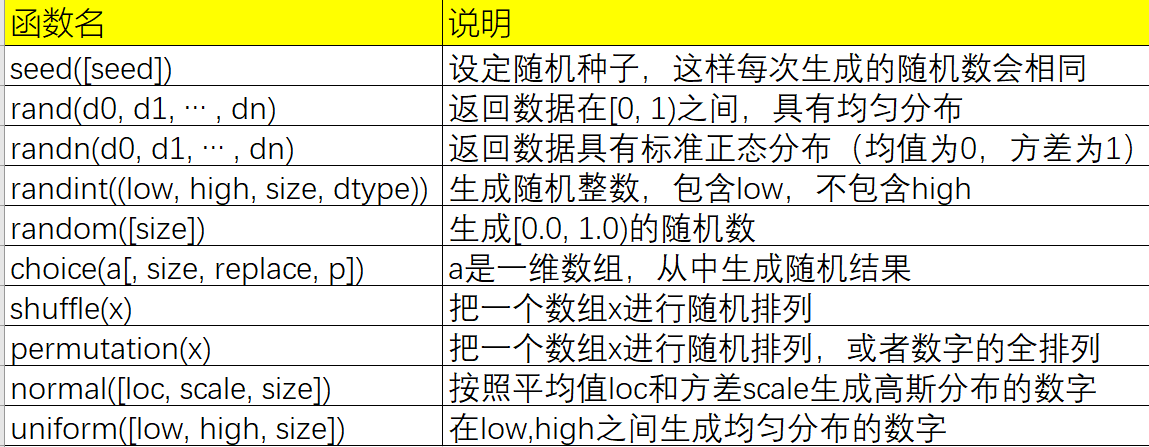 函数名 说明
seed([seed]) 设定随机种子，这样每次生成的随机数会相同
rand(d0, d1, … , dn) 返回数据在[0, 1)之间，具有均匀分布
randn(d0, d1, … , dn) 返回数据具有标准正态分布（均值为0，方差为1）
randint((low, high, size, dtype)) 生成随机整数，包含low，不包含high
random([size]) 生成[0.0, 1.0)的随机数
choice(a[, size, replace, p]) a是一维数组，从中生成随机结果
shuffle(x) 把一个数组x进行随机排列
permutation(x) 把一个数组x进行随机排列，或者数字的全排列
normal([loc, scale, size]) 按照平均值loc和方差scale生成高斯分布的数字
uniform([low, high, size]) 在low,high之间生成均匀分布的数字